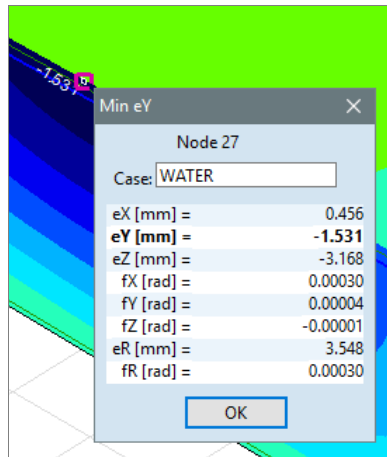 -1.531
Min eY
Node 27
Case: WATER
eX [mm] = 0.456
eY [mm] = -1.531
eZ [mm] = -3.168
fX [rad] = 0.00030
fY [rad] = 0.00004
fZ [rad] = -0.00001
eR [mm] = 3.548
fR [rad] = 0.00030
OK